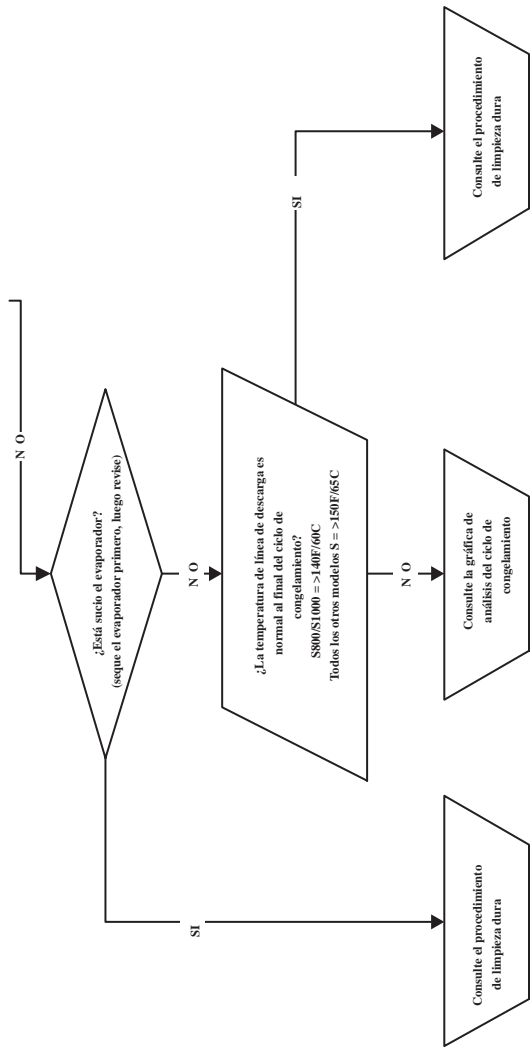 N O
¿Está sucio el evaporador?
(seque el evaporador primero, luego revise)
SI
N O
¿La temperatura de línea de descarga es
normal al final del ciclo de
congelamiento?
S800/S1000 = >140F/60C
Todos los otros modelos S = >150F/65C
SI
N O
Consulte el procedimiento
de limpieza dura
Consulte la gráfica de
análisis del ciclo de
congelamiento
Consulte el procedimiento
de limpieza dura